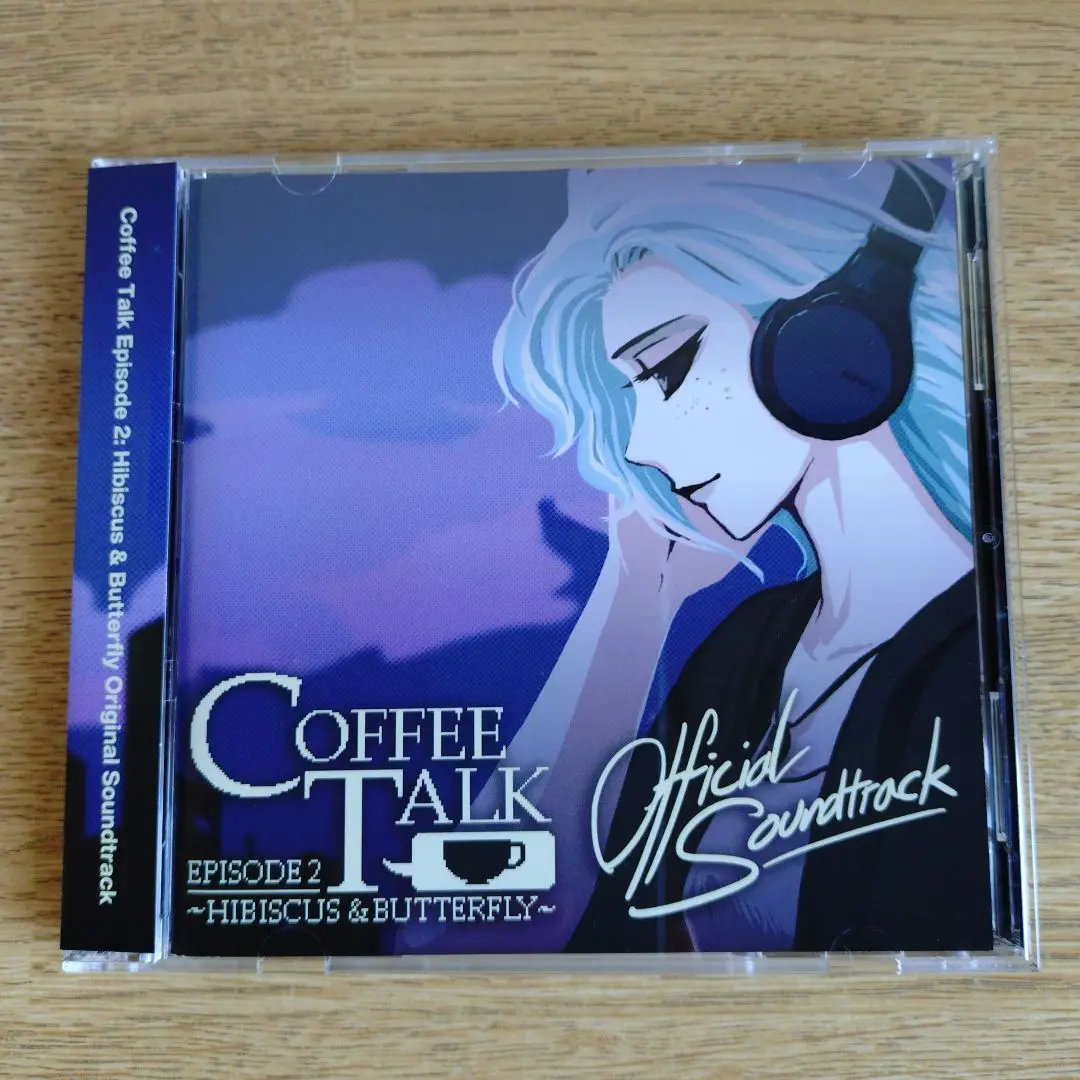 Coffee Talk Episode 2: Hibiscus & Butterfly Original Soundtrack
COFFEE
TALK
EPISODE 2
~HIBISCUS & BUTTERFLY~
Official
Soundtrack